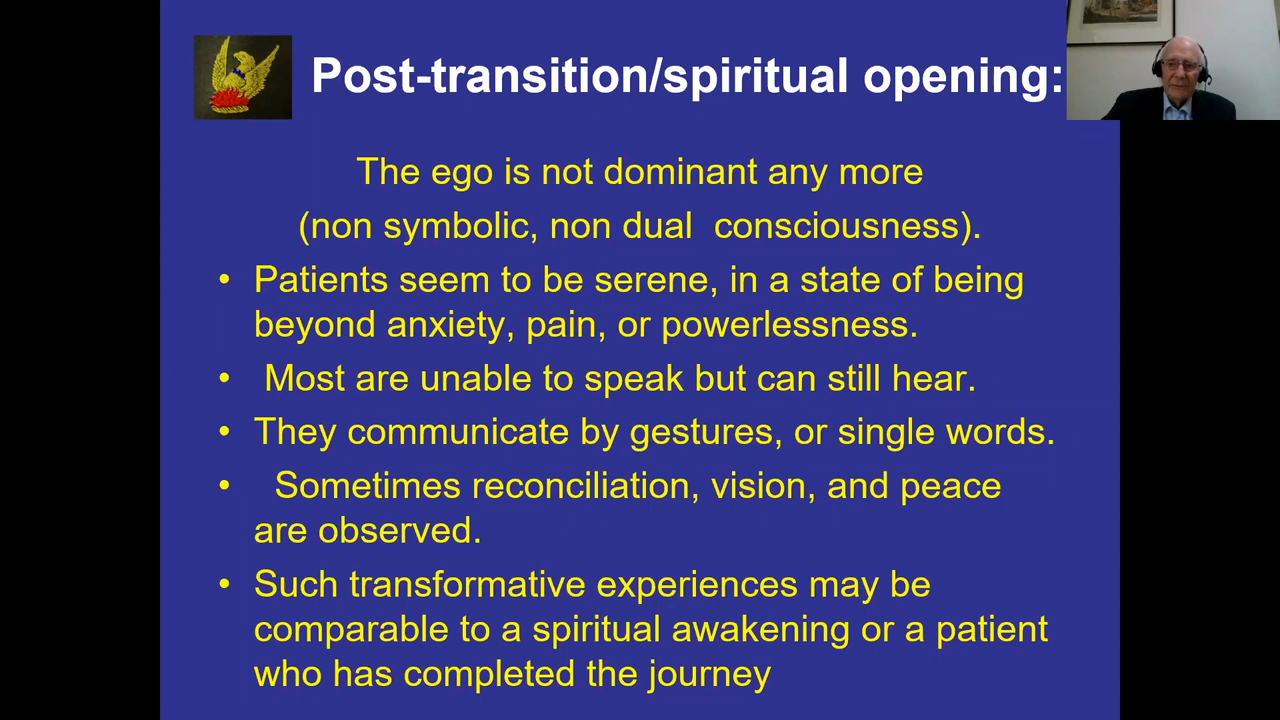 Post-transition/spiritual opening:
The ego is not dominant any more
(non symbolic, non dual consciousness).
• Patients seem to be serene, in a state of being
beyond anxiety, pain, or powerlessness.
• Most are unable to speak but can still hear.
• They communicate by gestures, or single words.
• Sometimes reconciliation, vision, and peace
are observed.
• Such transformative experiences may be
comparable to a spiritual awakening or a patient
who has completed the journey